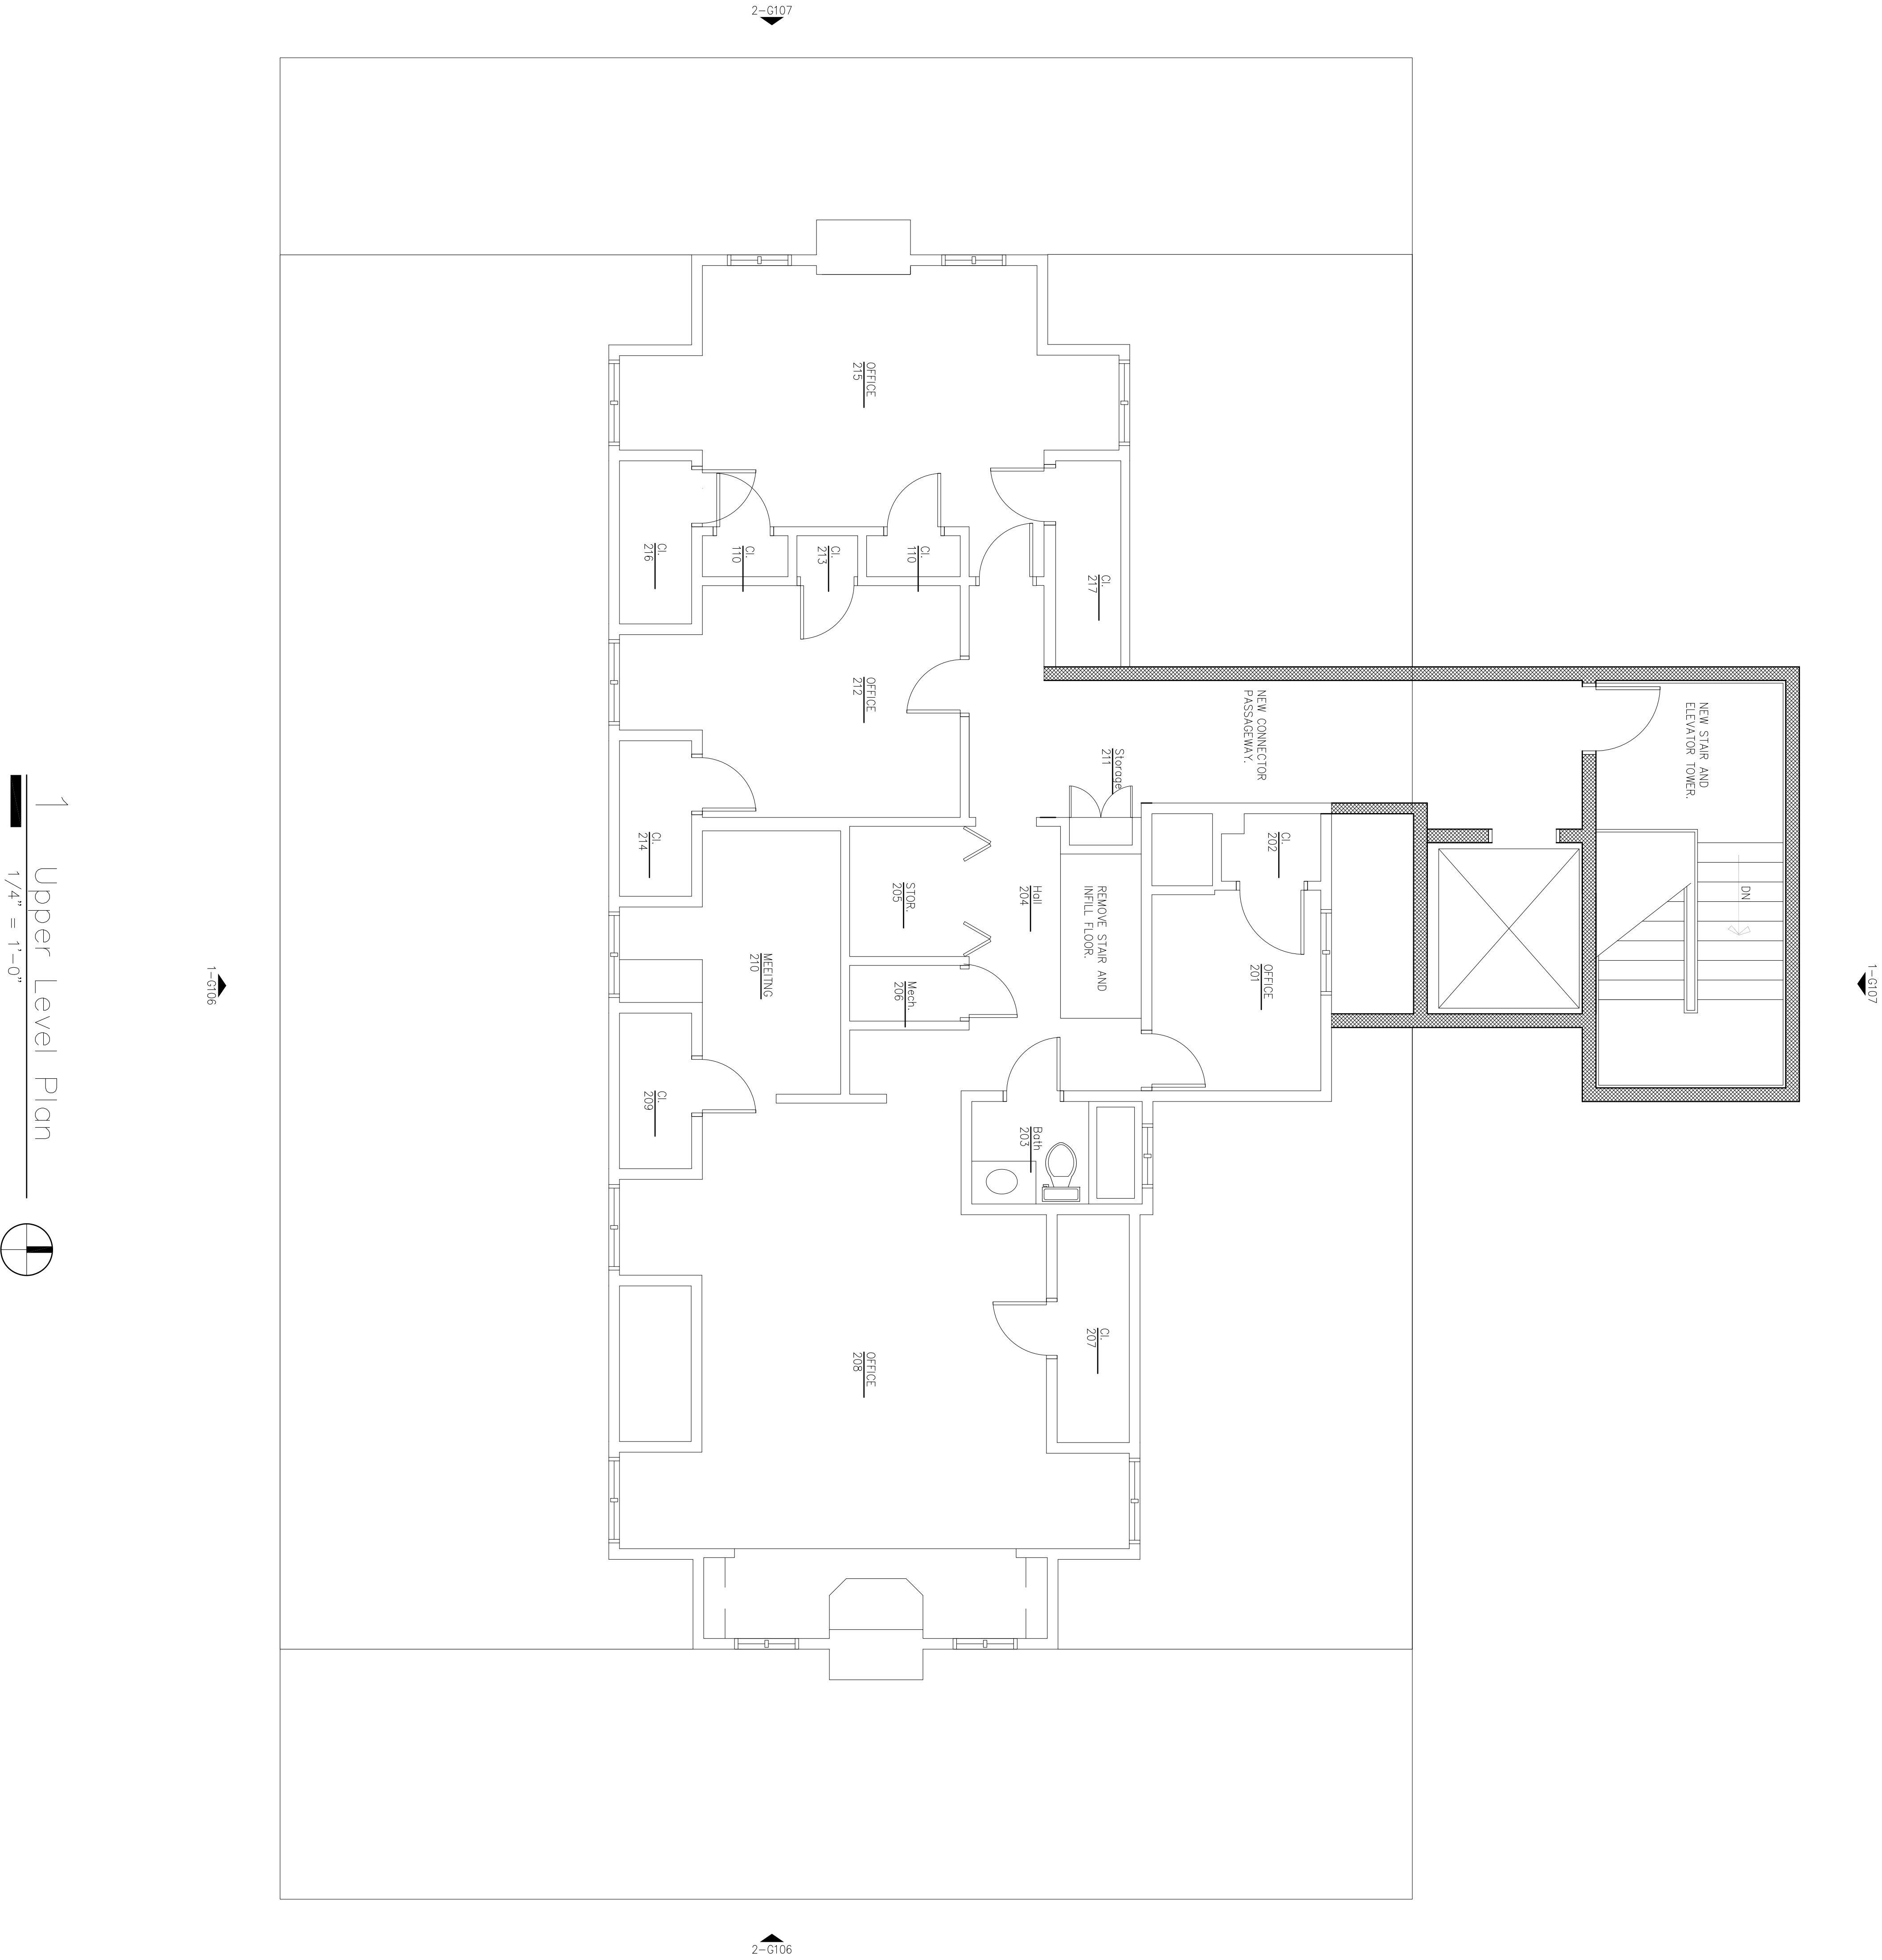 1-G107
NEW STAIR AND
ELEVATOR TOWER.
DN
NEW CONNECTOR
PASSAGEWAY.
Cl.
202
OFFICE
201
Cl.
217
Storage
211
REMOVE STAIR AND
INFILL FLOOR.
Cl.
207
Hall
204
Bath
203
Cl.
110
STOR.
205
Mech.
206
OFFICE
215
OFFICE
212
OFFICE
208
Cl.
213
2-G107
Cl.
110
MEEITNG
210
2-G106
Cl.
216
Cl.
214
Cl.
209
1-G106
1
Upper Level Plan
1/4" = 1'-0"